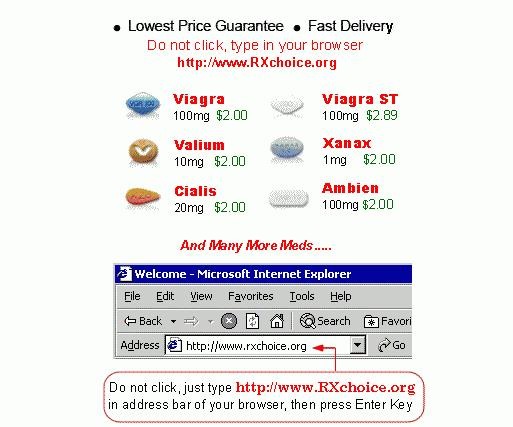 • Lowest Price Guarantee • Fast Delivery
Do not click, type in your browser
http://www.RXchoice.org
Viagra
100mg $2.00
Viagra ST
100mg $2.89
Valium
10mg $2.00
Xanax
1mg $2.00
Cialis
20mg $2.00
Ambien
100mg $2.00
And Many More Meds.....
Welcome - Microsoft Internet Explorer
File Edit View Favorites Tools Help
Back Search Favori
Address http://www.rxchoice.org Go
Do not click, just type http://www.RXchoice.org
in address bar of your browser, then press Enter Key